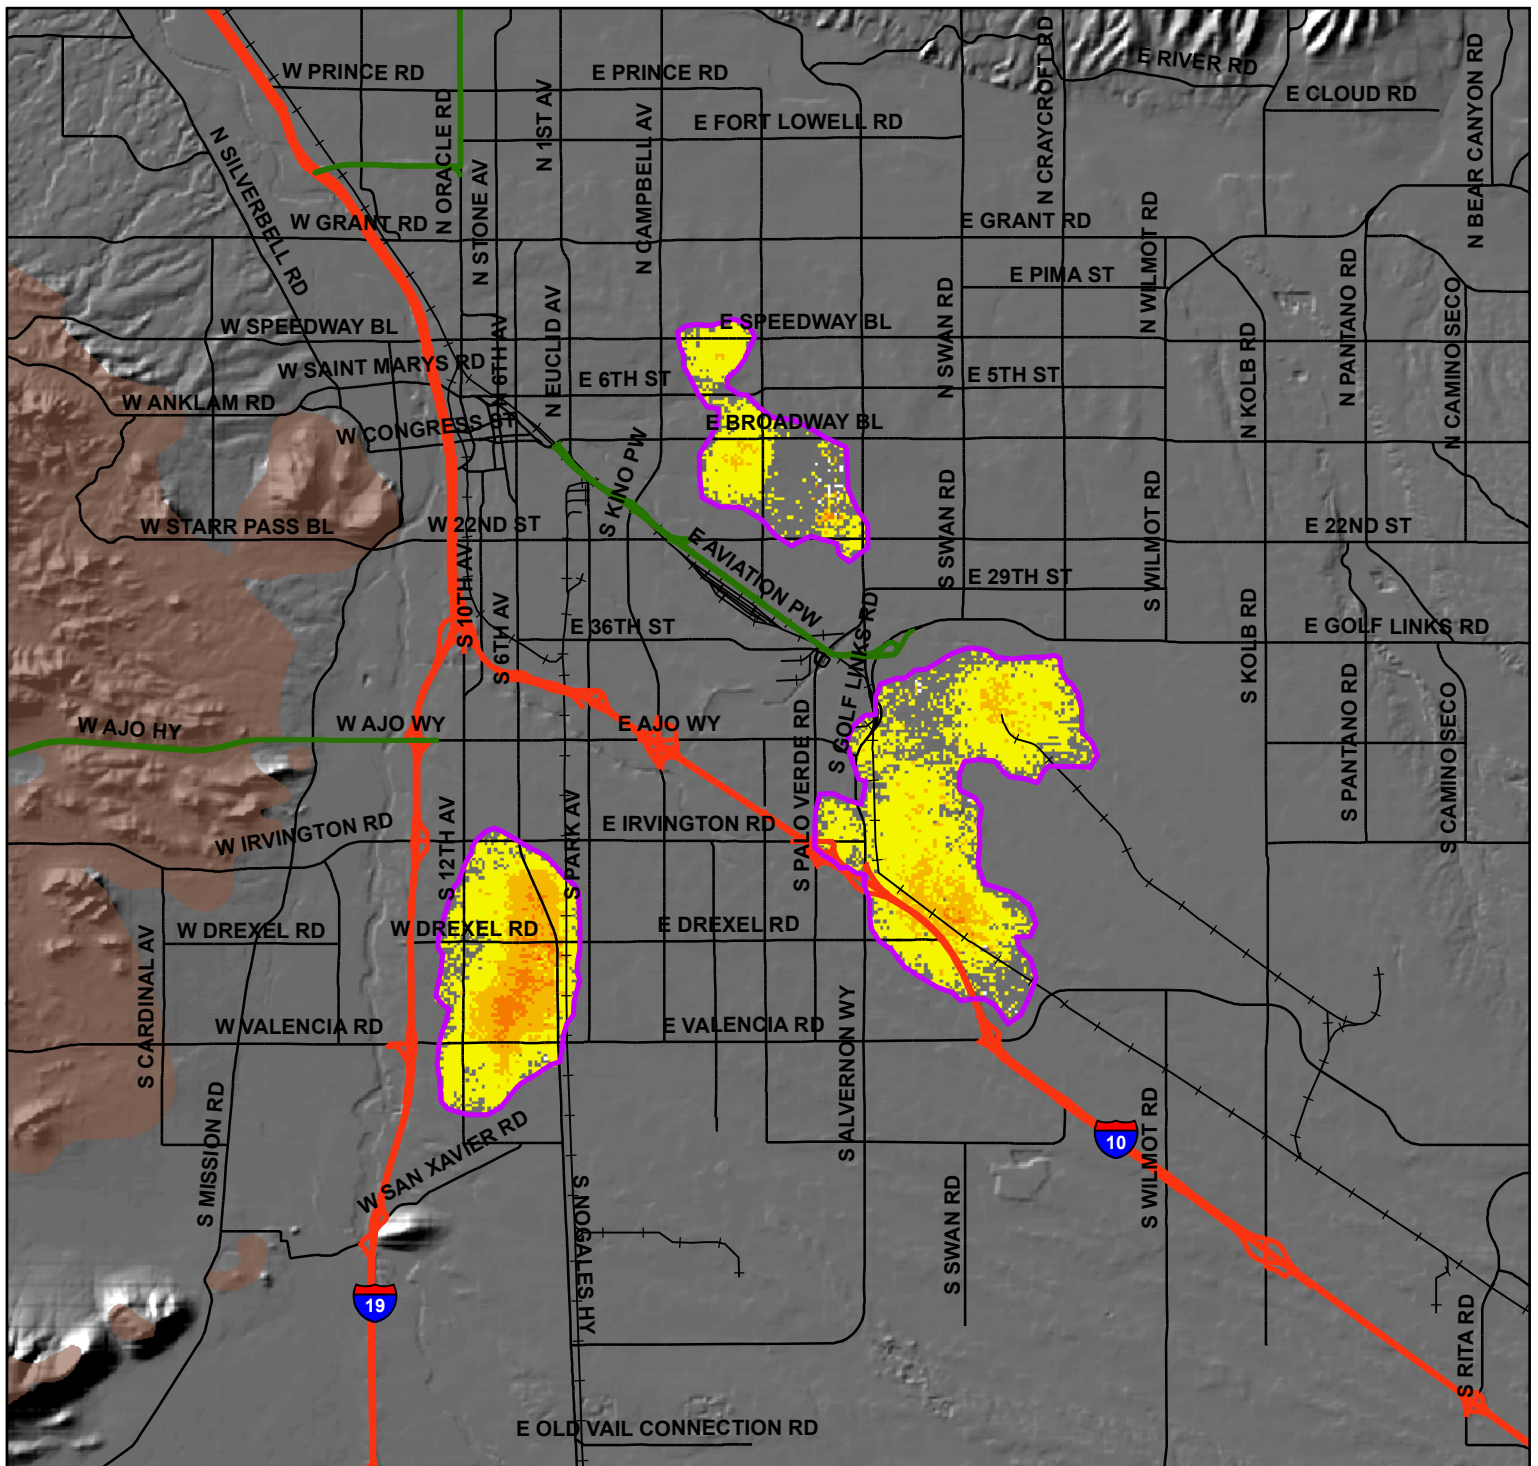 W PRINCE RD
E PRINCE RD
E RIVER RD
E CLOUD RD
N ORACLE RD
N 1ST AV
N CAMPBELL AV
E FORT LOWELL RD
N CRAYCROFT RD
N BEAR CANYON RD
N SILVERBELL RD
N STONE AV
W GRANT RD
E GRANT RD
N WILMOT RD
E PIMA ST
N PANTANO RD
N CAMINO SECO
W SPEEDWAY BL
E SPEEDWAY BL
N 6TH AV
N EUCLID AV
N SWAN RD
N KOLB RD
W SAINT MARYS RD
E 6TH ST
E 5TH ST
W ANKLAM RD
W CONGRESS ST
E BROADWAY BL
S KINO PW
W STARR PASS BL
W 22ND ST
E 22ND ST
E AVIATION PW
S SWAN RD
S WILMOT RD
S 10TH AV
E 29TH ST
S 6TH AV
E 36TH ST
S GOLF LINKS RD
E GOLF LINKS RD
S KOLB RD
W AJO HY
W AJO WY
E AJO WY
S PALO VERDE RD
S PANTANO RD
S CAMINO SECO
W IRVINGTON RD
E IRVINGTON RD
S 12TH AV
S PARK AV
W DREXEL RD
W DREXEL RD
E DREXEL RD
S CARDINAL AV
W VALENCIA RD
E VALENCIA RD
S ALVERNON WY
S MISSION RD
W SAN XAVIER RD
10
S WILMOT RD
S NOGALES HY
S SWAN RD
19
S RITA RD
E OLD VAIL CONNECTION RD